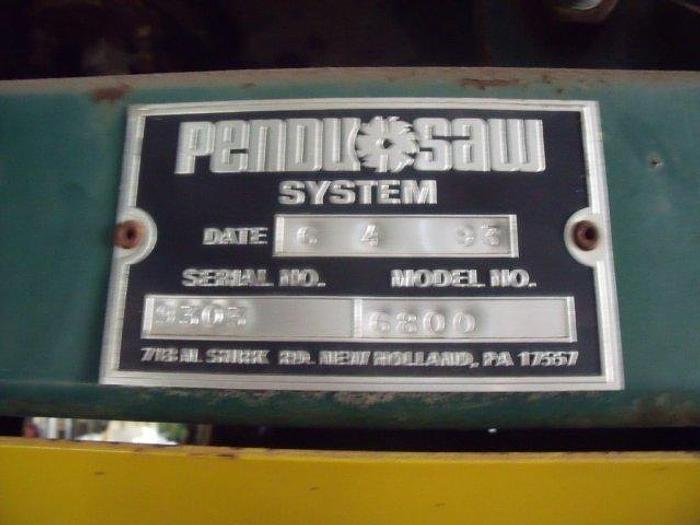 PENDU SAW
SYSTEM
DATE 6 4 93
SERIAL NO. MODEL NO.
9303 6800
718 N. SHIRK RD. NEW HOLLAND, PA 17557